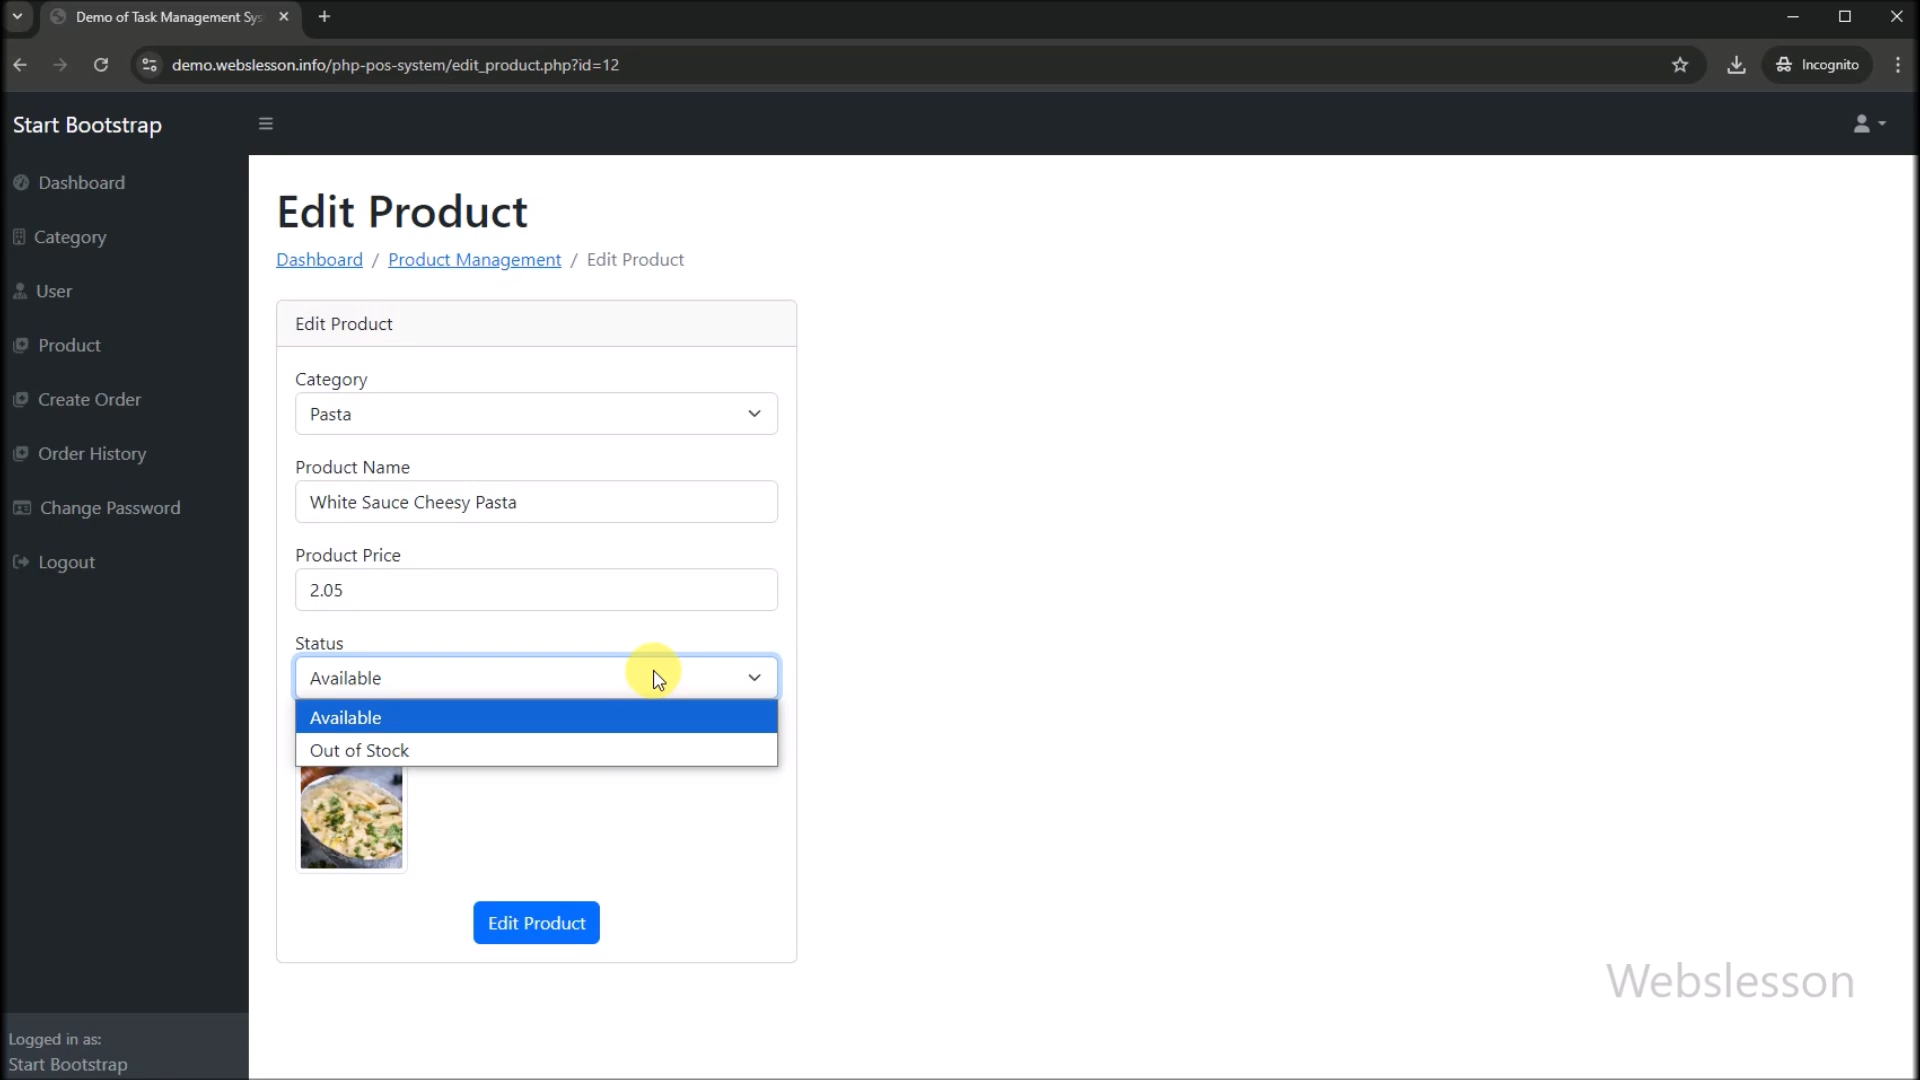 Demo of Task Management Sys
demo.webslesson.info/php-pos-system/edit_product.php?id=12
Incognito
Start Bootstrap
Dashboard
Category
User
Product
Create Order
Order History
Change Password
Logout
Logged in as:
Start Bootstrap
Edit Product
Dashboard / Product Management / Edit Product
Edit Product
Category
Pasta
Product Name
White Sauce Cheesy Pasta
Product Price
2.05
Status
Available
Available
Out of Stock
Edit Product
Webslesson